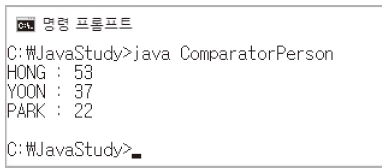 명령 프롬프트
C:₩JavaStudy>java ComparatorPerson
HONG : 53
YOON : 37
PARK : 22
C:₩JavaStudy>_